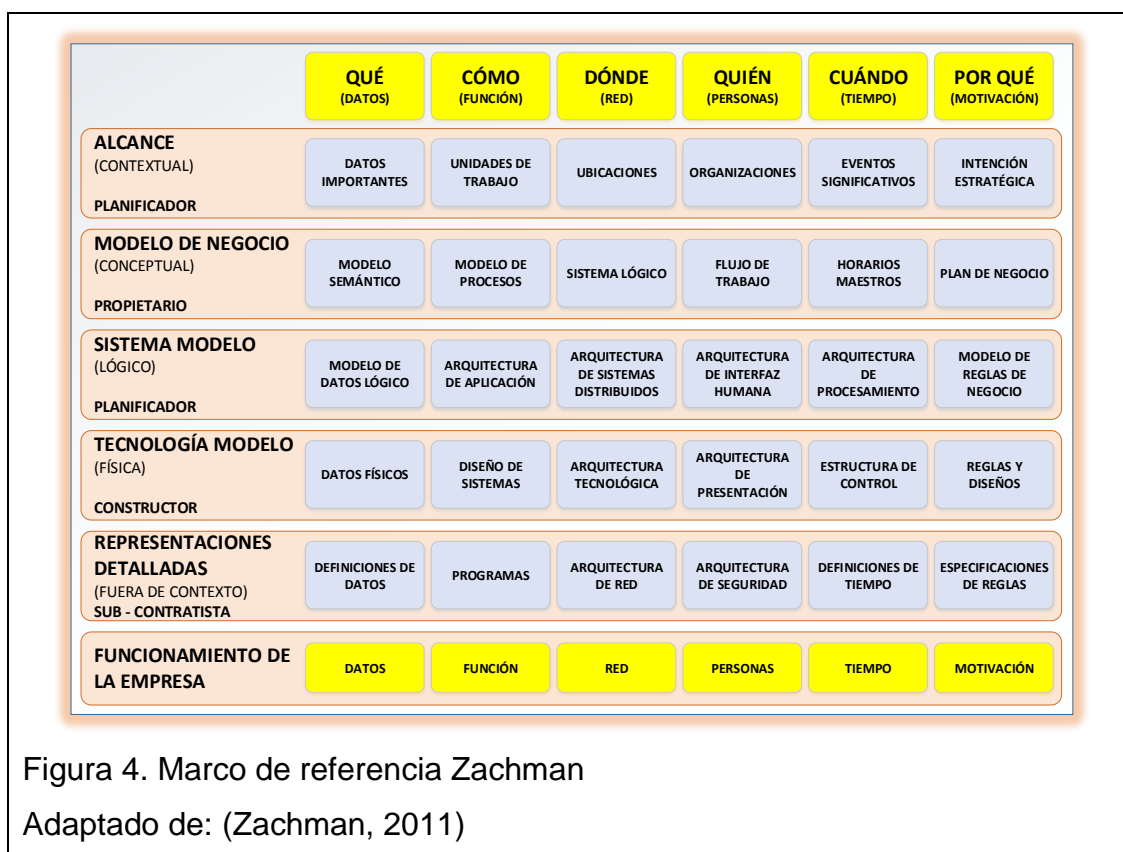 QUÉ
(DATOS)
CÓMO
(FUNCIÓN)
DÓNDE
(RED)
QUIÉN
(PERSONAS)
CUÁNDO
(TIEMPO)
POR QUÉ
(MOTIVACIÓN)
ALCANCE
(CONTEXTUAL)
PLANIFICADOR
DATOS
IMPORTANTES
UNIDADES DE
TRABAJO
UBICACIONES
ORGANIZACIONES
EVENTOS
SIGNIFICATIVOS
INTENCIÓN
ESTRATÉGICA
MODELO DE NEGOCIO
(CONCEPTUAL)
PROPIETARIO
MODELO
SEMÁNTICO
MODELO DE
PROCESOS
SISTEMA LÓGICO
FLUJO DE
TRABAJO
HORARIOS
MAESTROS
PLAN DE NEGOCIO
SISTEMA MODELO
(LÓGICO)
PLANIFICADOR
MODELO DE
DATOS LÓGICO
ARQUITECTURA
DE APLICACIÓN
ARQUITECTURA
DE SISTEMAS
DISTRIBUIDOS
ARQUITECTURA
DE INTERFAZ
HUMANA
ARQUITECTURA
DE
PROCESAMIENTO
MODELO DE
REGLAS DE
NEGOCIO
TECNOLOGÍA MODELO
(FÍSICA)
CONSTRUCTOR
DATOS FÍSICOS
DISEÑO DE
SISTEMAS
ARQUITECTURA
TECNOLÓGICA
ARQUITECTURA
DE
PRESENTACIÓN
ESTRUCTURA DE
CONTROL
REGLAS Y
DISEÑOS
REPRESENTACIONES
DETALLADAS
(FUERA DE CONTEXTO)
SUB - CONTRATISTA
DEFINICIONES DE
DATOS
PROGRAMAS
ARQUITECTURA
DE RED
ARQUITECTURA
DE SEGURIDAD
DEFINICIONES DE
TIEMPO
ESPECIFICACIONES
DE REGLAS
FUNCIONAMIENTO DE
LA EMPRESA
DATOS
FUNCIÓN
RED
PERSONAS
TIEMPO
MOTIVACIÓN
Figura 4. Marco de referencia Zachman
Adaptado de: (Zachman, 2011)